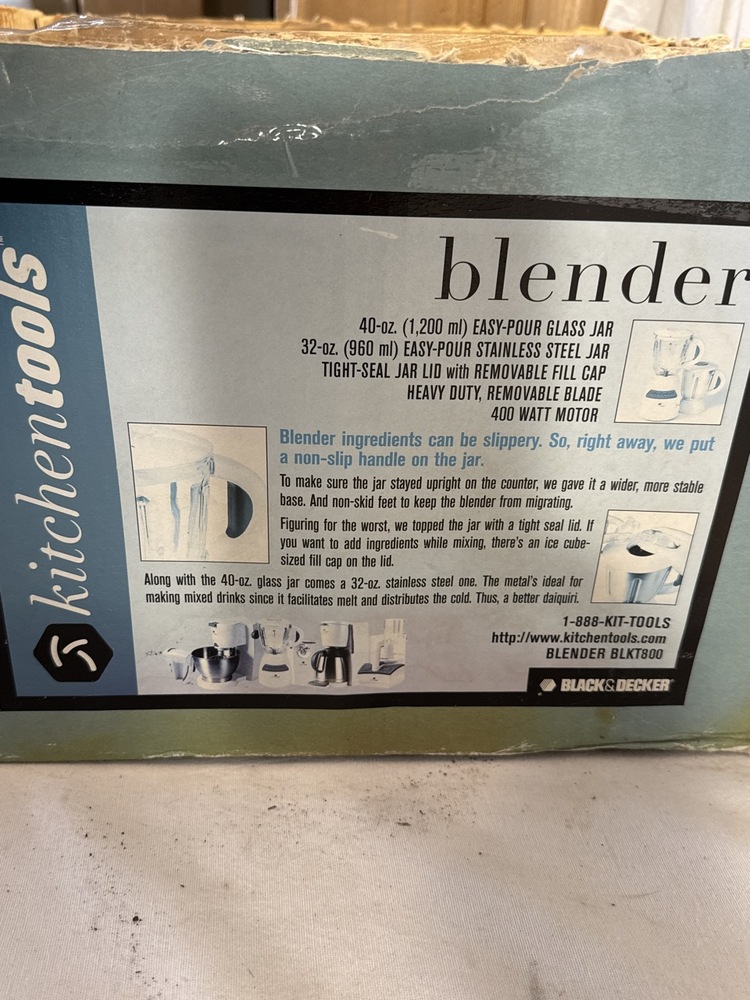 kitchentools™
blender
40-oz. (1,200 ml) EASY-POUR GLASS JAR
32-oz. (960 ml) EASY-POUR STAINLESS STEEL JAR
TIGHT-SEAL JAR LID with REMOVABLE FILL CAP
HEAVY DUTY, REMOVABLE BLADE
400 WATT MOTOR
Blender ingredients can be slippery. So, right away, we put
a non-slip handle on the jar.
To make sure the jar stayed upright on the counter, we gave it a wider, more stable
base. And non-skid feet to keep the blender from migrating.
Figuring for the worst, we topped the jar with a tight seal lid. If
you want to add ingredients while mixing, there's an ice cube-
sized fill cap on the lid.
Along with the 40-oz. glass jar comes a 32-oz. stainless steel one. The metal's ideal for
making mixed drinks since it facilitates melt and distributes the cold. Thus, a better daiquiri.
1-888-KIT-TOOLS
http://www.kitchentools.com
BLENDER BLKT800
BLACK&DECKER®